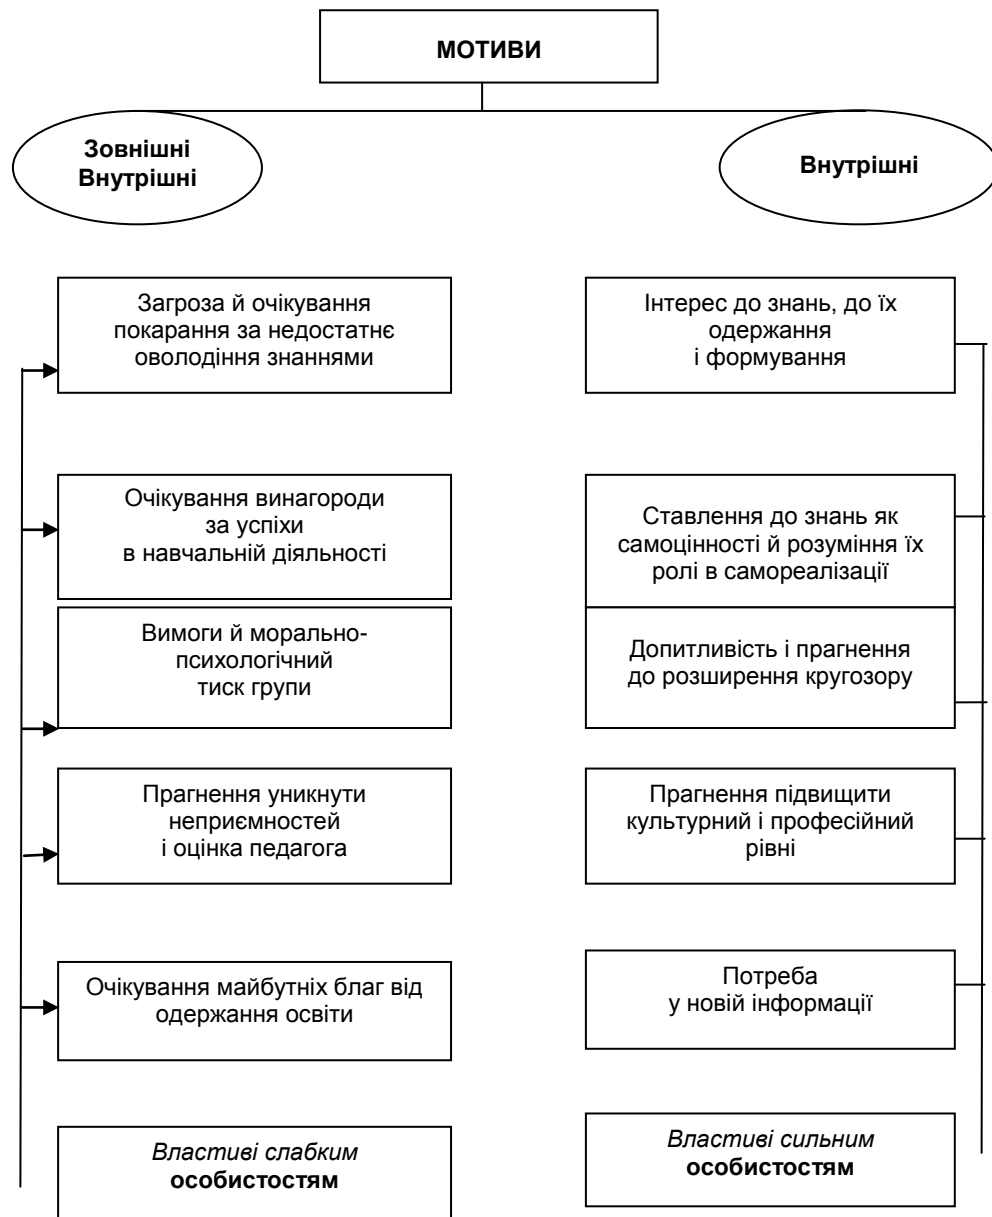 МОТИВИ
Зовнішні
Внутрішні
Внутрішні
Загроза й очікування
покарання за недостатнє
оволодіння знаннями
Інтерес до знань, до їх
одержання
і формування
Очікування винагороди
за успіхи
в навчальній діяльності
Ставлення до знань як
самоцінності й розуміння їх
ролі в самореалізації
Вимоги й морально-
психологічний
тиск групи
Допитливість і прагнення
до розширення кругозору
Прагнення уникнути
неприємностей
і оцінка педагога
Прагнення підвищити
культурний і професійний
рівні
Очікування майбутніх благ від
одержання освіти
Потреба
у новій інформації
Властиві слабким
особистостям
Властиві сильним
особистостям